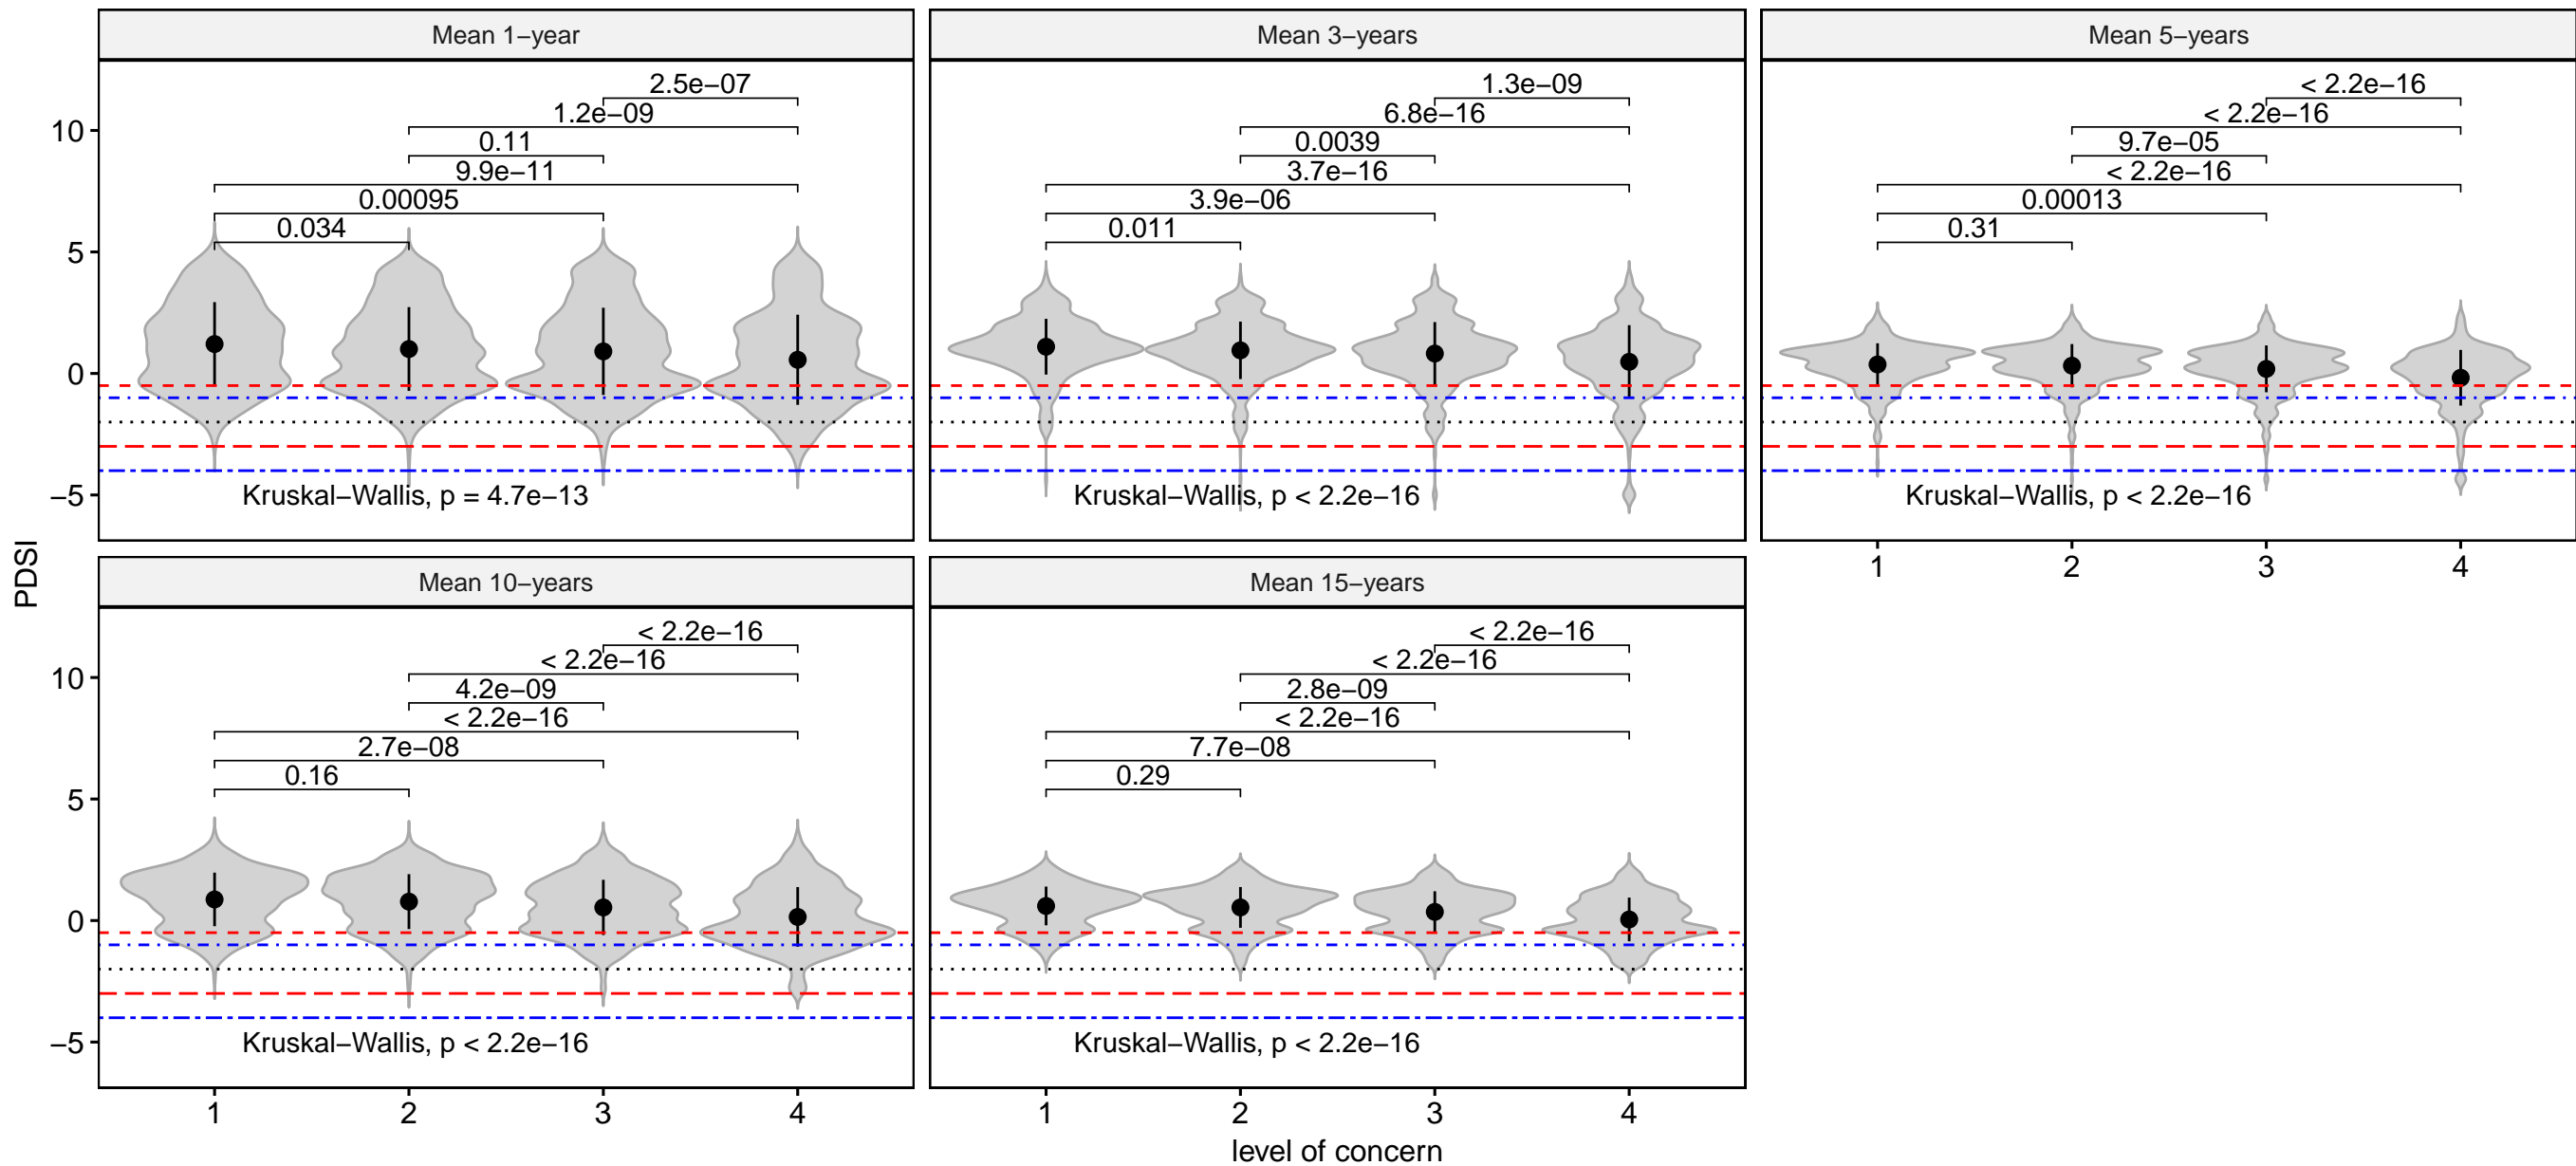 Mean 1−year
Mean 3−years
Mean 5−years
2.5e−07
1.2e−09
0.11
9.9e−11
0.00095
0.034
Kruskal−Wallis, p = 4.7e−13
1.3e−09
6.8e−16
0.0039
3.7e−16
3.9e−06
0.011
Kruskal−Wallis, p < 2.2e−16
< 2.2e−16
< 2.2e−16
9.7e−05
< 2.2e−16
0.00013
0.31
Kruskal−Wallis, p < 2.2e−16
10
5
0
−5
1 2 3 4
PDSI
Mean 10−years
Mean 15−years
< 2.2e−16
< 2.2e−16
4.2e−09
< 2.2e−16
2.7e−08
0.16
Kruskal−Wallis, p < 2.2e−16
< 2.2e−16
< 2.2e−16
2.8e−09
< 2.2e−16
7.7e−08
0.29
Kruskal−Wallis, p < 2.2e−16
10
5
0
−5
1 2 3 4
1 2 3 4
level of concern